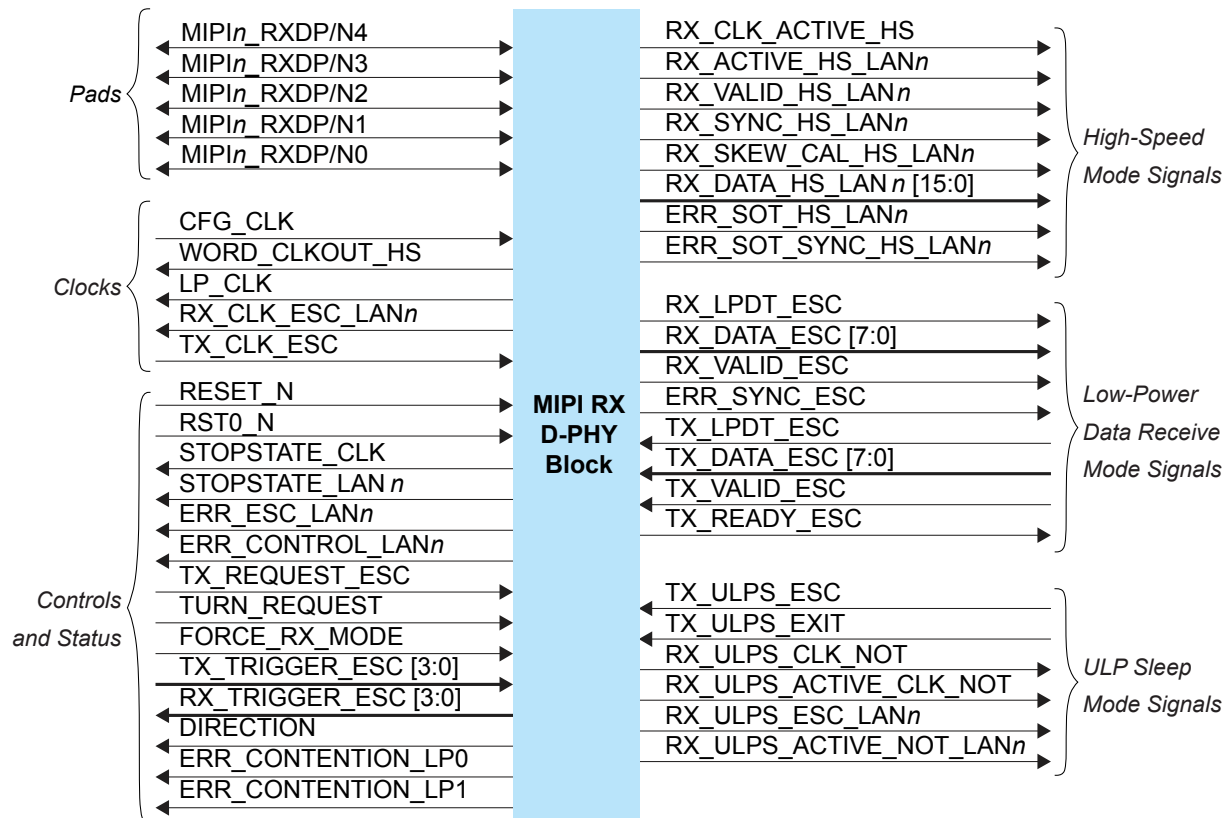 Pads
MIPIn_RXDP/N4
MIPIn_RXDP/N3
MIPIn_RXDP/N2
MIPIn_RXDP/N1
MIPIn_RXDP/N0
Clocks
CFG_CLK
WORD_CLKOUT_HS
LP_CLK
RX_CLK_ESC_LANn
TX_CLK_ESC
Controls
and Status
RESET_N
RST0_N
STOPSTATE_CLK
STOPSTATE_LAN n
ERR_ESC_LANn
ERR_CONTROL_LANn
TX_REQUEST_ESC
TURN_REQUEST
FORCE_RX_MODE
TX_TRIGGER_ESC [3:0]
RX_TRIGGER_ESC [3:0]
DIRECTION
ERR_CONTENTION_LP0
ERR_CONTENTION_LP1
MIPI RX
D-PHY
Block
RX_CLK_ACTIVE_HS
RX_ACTIVE_HS_LANn
RX_VALID_HS_LANn
RX_SYNC_HS_LANn
RX_SKEW_CAL_HS_LANn
RX_DATA_HS_LAN n [15:0]
ERR_SOT_HS_LANn
ERR_SOT_SYNC_HS_LANn
High-Speed
Mode Signals
RX_LPDT_ESC
RX_DATA_ESC [7:0]
RX_VALID_ESC
ERR_SYNC_ESC
TX_LPDT_ESC
TX_DATA_ESC [7:0]
TX_VALID_ESC
TX_READY_ESC
Low-Power
Data Receive
Mode Signals
TX_ULPS_ESC
TX_ULPS_EXIT
RX_ULPS_CLK_NOT
RX_ULPS_ACTIVE_CLK_NOT
RX_ULPS_ESC_LANn
RX_ULPS_ACTIVE_NOT_LANn
ULP Sleep
Mode Signals